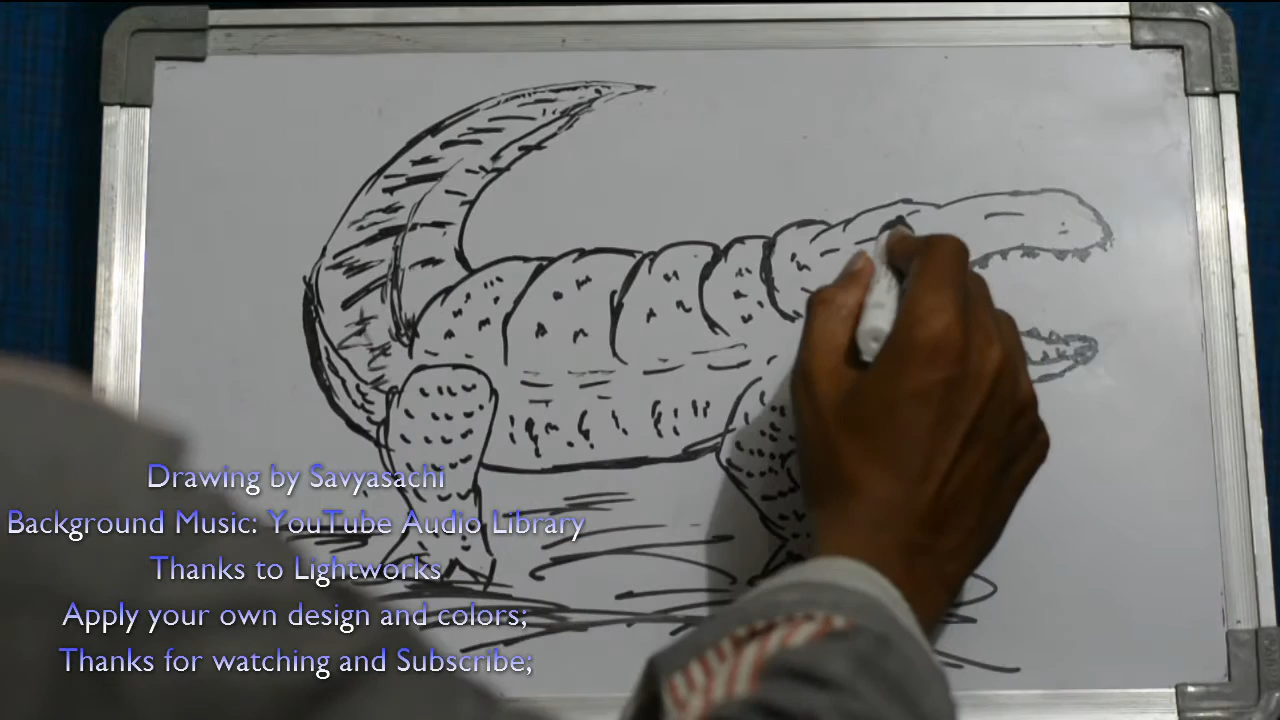 Drawing by Savyasachi
Background Music: YouTube Audio Library
Thanks to Lightworks
Apply your own design and colors;
Thanks for watching and Subscribe;